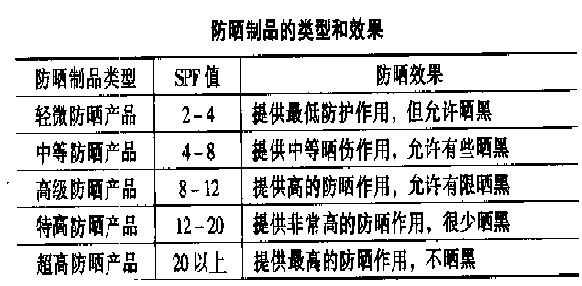 防晒制品的类型和效果
防晒制品类型 SPF值 防晒效果
轻微防晒产品 2-4 提供最低防护作用，但允许晒黑
中等防晒产品 4-8 提供中等晒伤作用，允许有些晒黑
高级防晒产品 8-12 提供高的防晒作用，允许有限晒黑
特高防晒产品 12-20 提供非常高的防晒作用，很少晒黑
超高防晒产品 20以上 提供最高的防晒作用，不晒黑